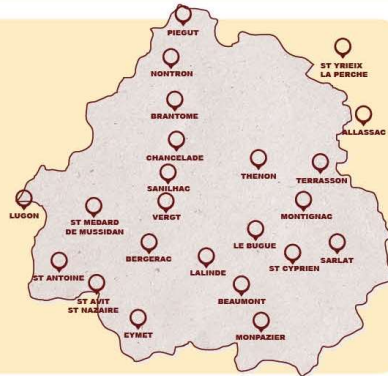 PIEGUT
ST YRIEIX
LA PERCHE
NONTRON
BRANTOME
ALLASSAC
CHANCELADE
THENON
TERRASSON
SANILHAC
LUGON
ST MEDARD
DE MUSSIDAN
VERGT
MONTIGNAC
LE BUGUE
SARLAT
BERGERAC
LALINDE
ST CYPRIEN
ST ANTOINE
BEAUMONT
ST AVIT
ST NAZAIRE
EYMET
MONPAZIER